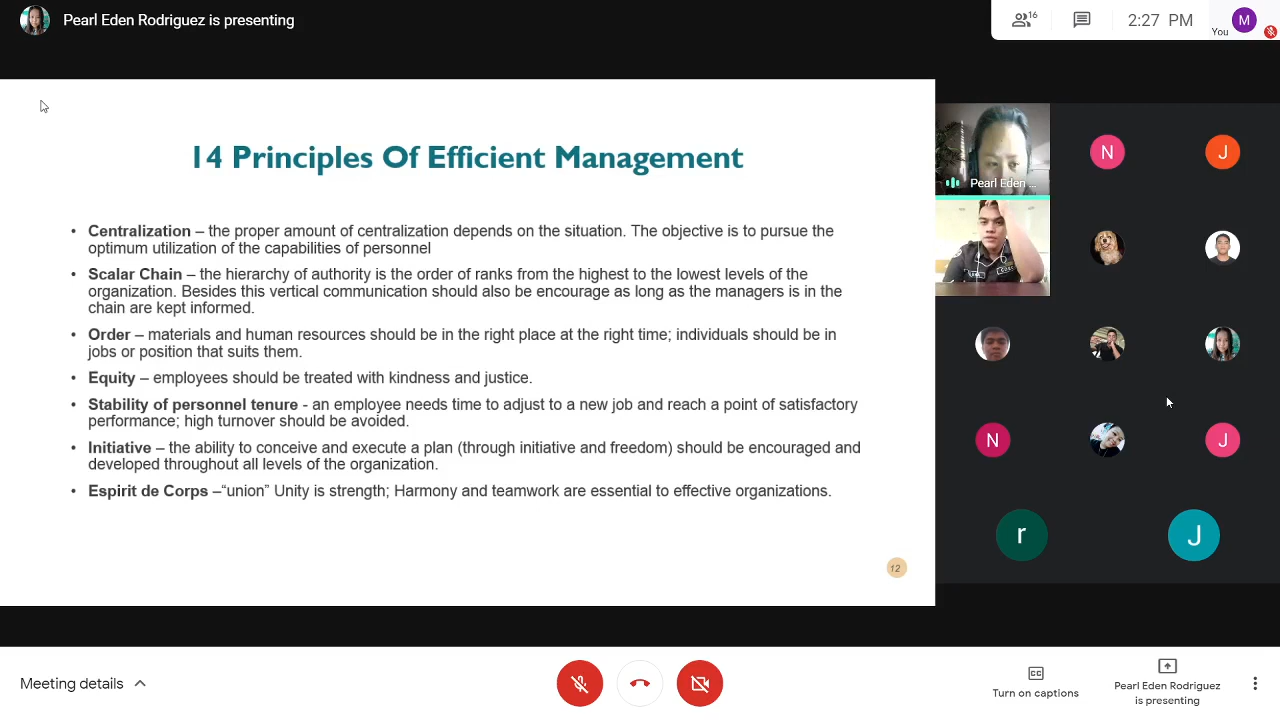 Pearl Eden Rodriguez is presenting
16
2:27 PM
You
M
14 Principles Of Efficient Management
• Centralization – the proper amount of centralization depends on the situation. The objective is to pursue the
optimum utilization of the capabilities of personnel
• Scalar Chain – the hierarchy of authority is the order of ranks from the highest to the lowest levels of the
organization. Besides this vertical communication should also be encourage as long as the managers is in the
chain are kept informed.
• Order – materials and human resources should be in the right place at the right time; individuals should be in
jobs or position that suits them.
• Equity – employees should be treated with kindness and justice.
• Stability of personnel tenure - an employee needs time to adjust to a new job and reach a point of satisfactory
performance; high turnover should be avoided.
• Initiative – the ability to conceive and execute a plan (through initiative and freedom) should be encouraged and
developed throughout all levels of the organization.
• Espirit de Corps –“union” Unity is strength; Harmony and teamwork are essential to effective organizations.
12
Pearl Eden ...
N
J
N
J
r
J
Meeting details
CC
Turn on captions
Pearl Eden Rodriguez
is presenting